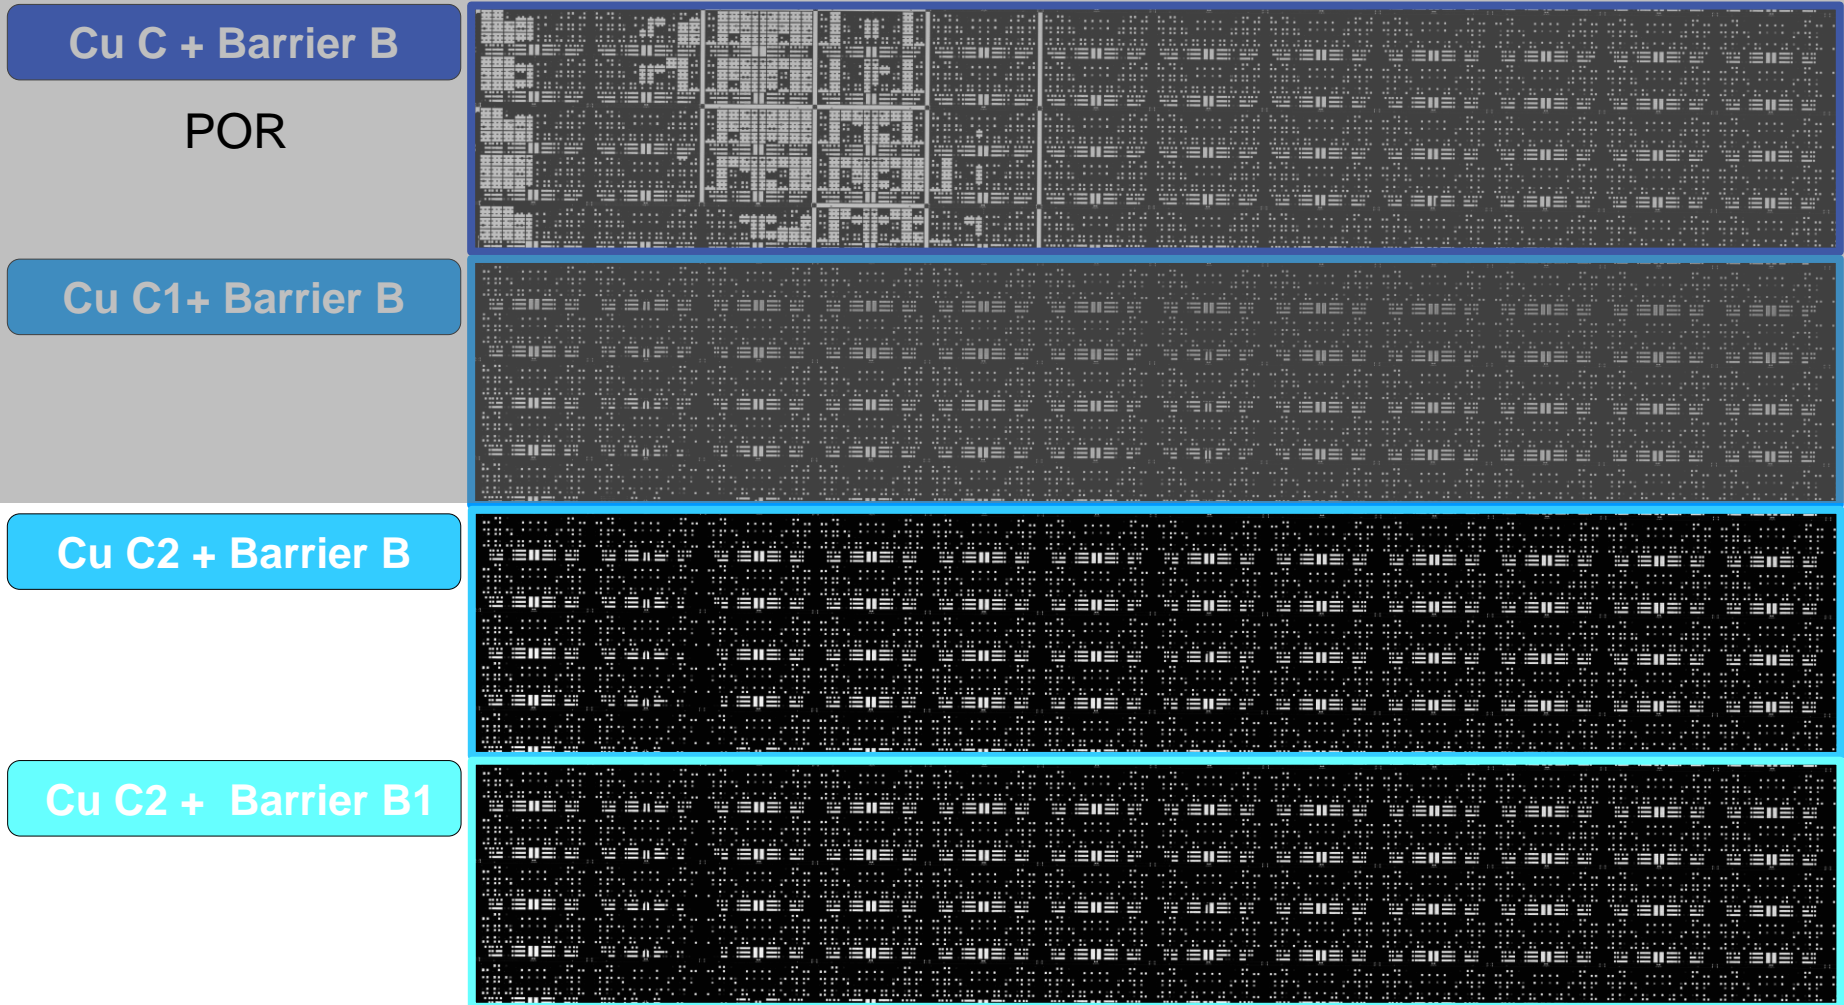 Cu C + Barrier B
POR
Cu C1+ Barrier B
Cu C2 + Barrier B
Cu C2 + Barrier B1